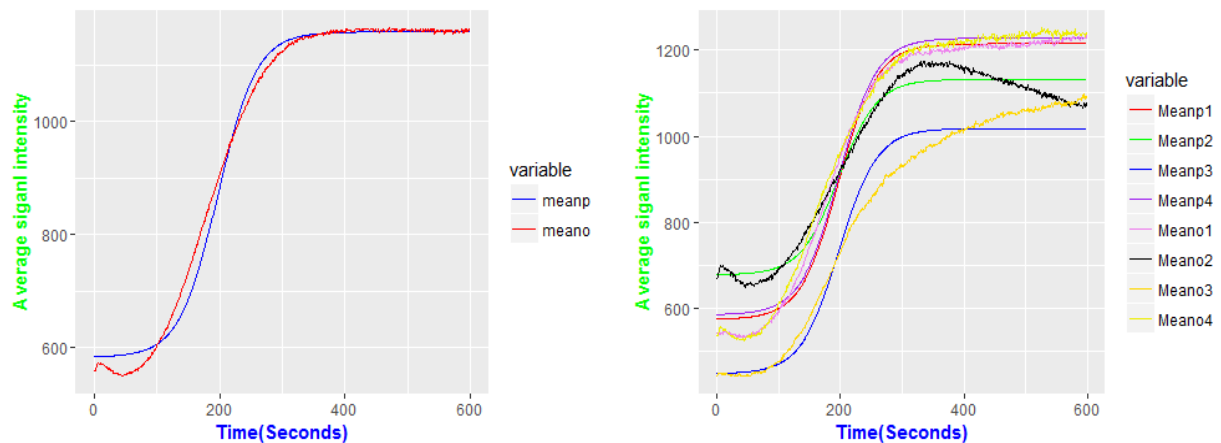 A verage siganl intensity
1000
800
600
0
200
400
600
Time(Seconds)
variable
meanp
meano
A verage siganl intensity
1200
1000
800
600
0
200
400
600
Time(Seconds)
variable
Meanp1
Meanp2
Meanp3
Meanp4
Meano1
Meano2
Meano3
Meano4